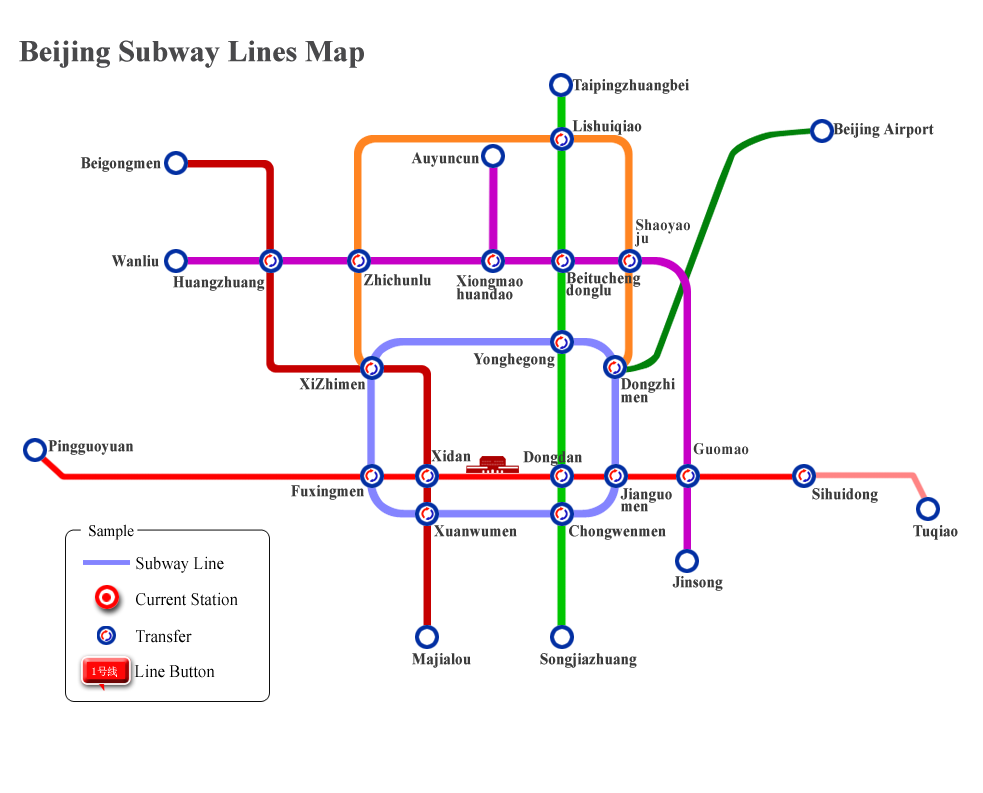 Beijing Subway Lines Map
Taipingzhuangbei
Lishuiqiao
Beijing Airport
Auyuncun
Beigongmen
Shaoyao
ju
Wanliu
Huangzhuang
Zhichunlu
Xiongmao
huandao
Beitucheng
donglu
Yonghegong
XiZhimen
Dongzhi
men
Pingguoyuan
Xidan
Dongdan
Guomao
Fuxingmen
Jianguo
men
Sihuidong
Xuanwumen
Chongwenmen
Tuqiao
Jinsong
Majialou
Songjiazhuang
Sample
Subway Line
Current Station
Transfer
1号线
Line Button